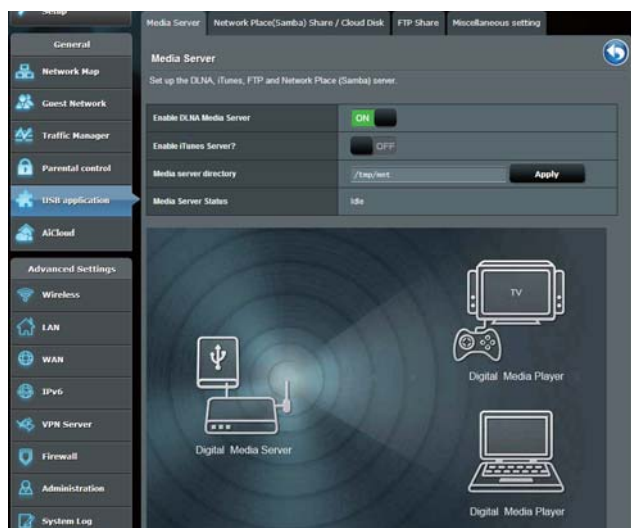 Setup
General
Network Map
Guest Network
Traffic Manager
Parental control
USB application
AiCloud
Advanced Settings
Wireless
LAN
WAN
IPv6
VPN Server
Firewall
Administration
System Log
Media Server
Network Place(Samba) Share / Cloud Disk
FTP Share
Miscellaneous setting
Media Server
Set up the DLNA, iTunes, FTP and Network Place (Samba) server.
Enable DLNA Media Server
ON
Enable iTunes Server?
OFF
Media server directory
/tmp/mnt
Apply
Media Server Status
Idle
TV
Digital Media Player
Digital Media Server
Digital Media Player